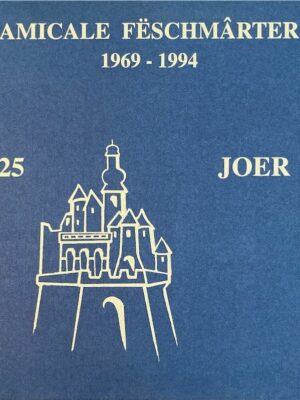 AMICALE FËSCHMÂRTER
1969 - 1994
25 JOER